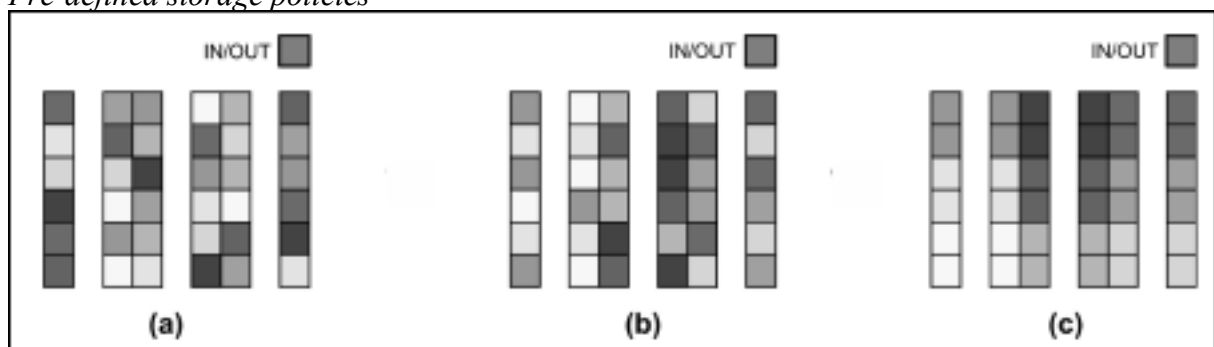 Pre-defined storage policies
IN/OUT
IN/OUT
IN/OUT
(a)
(b)
(c)